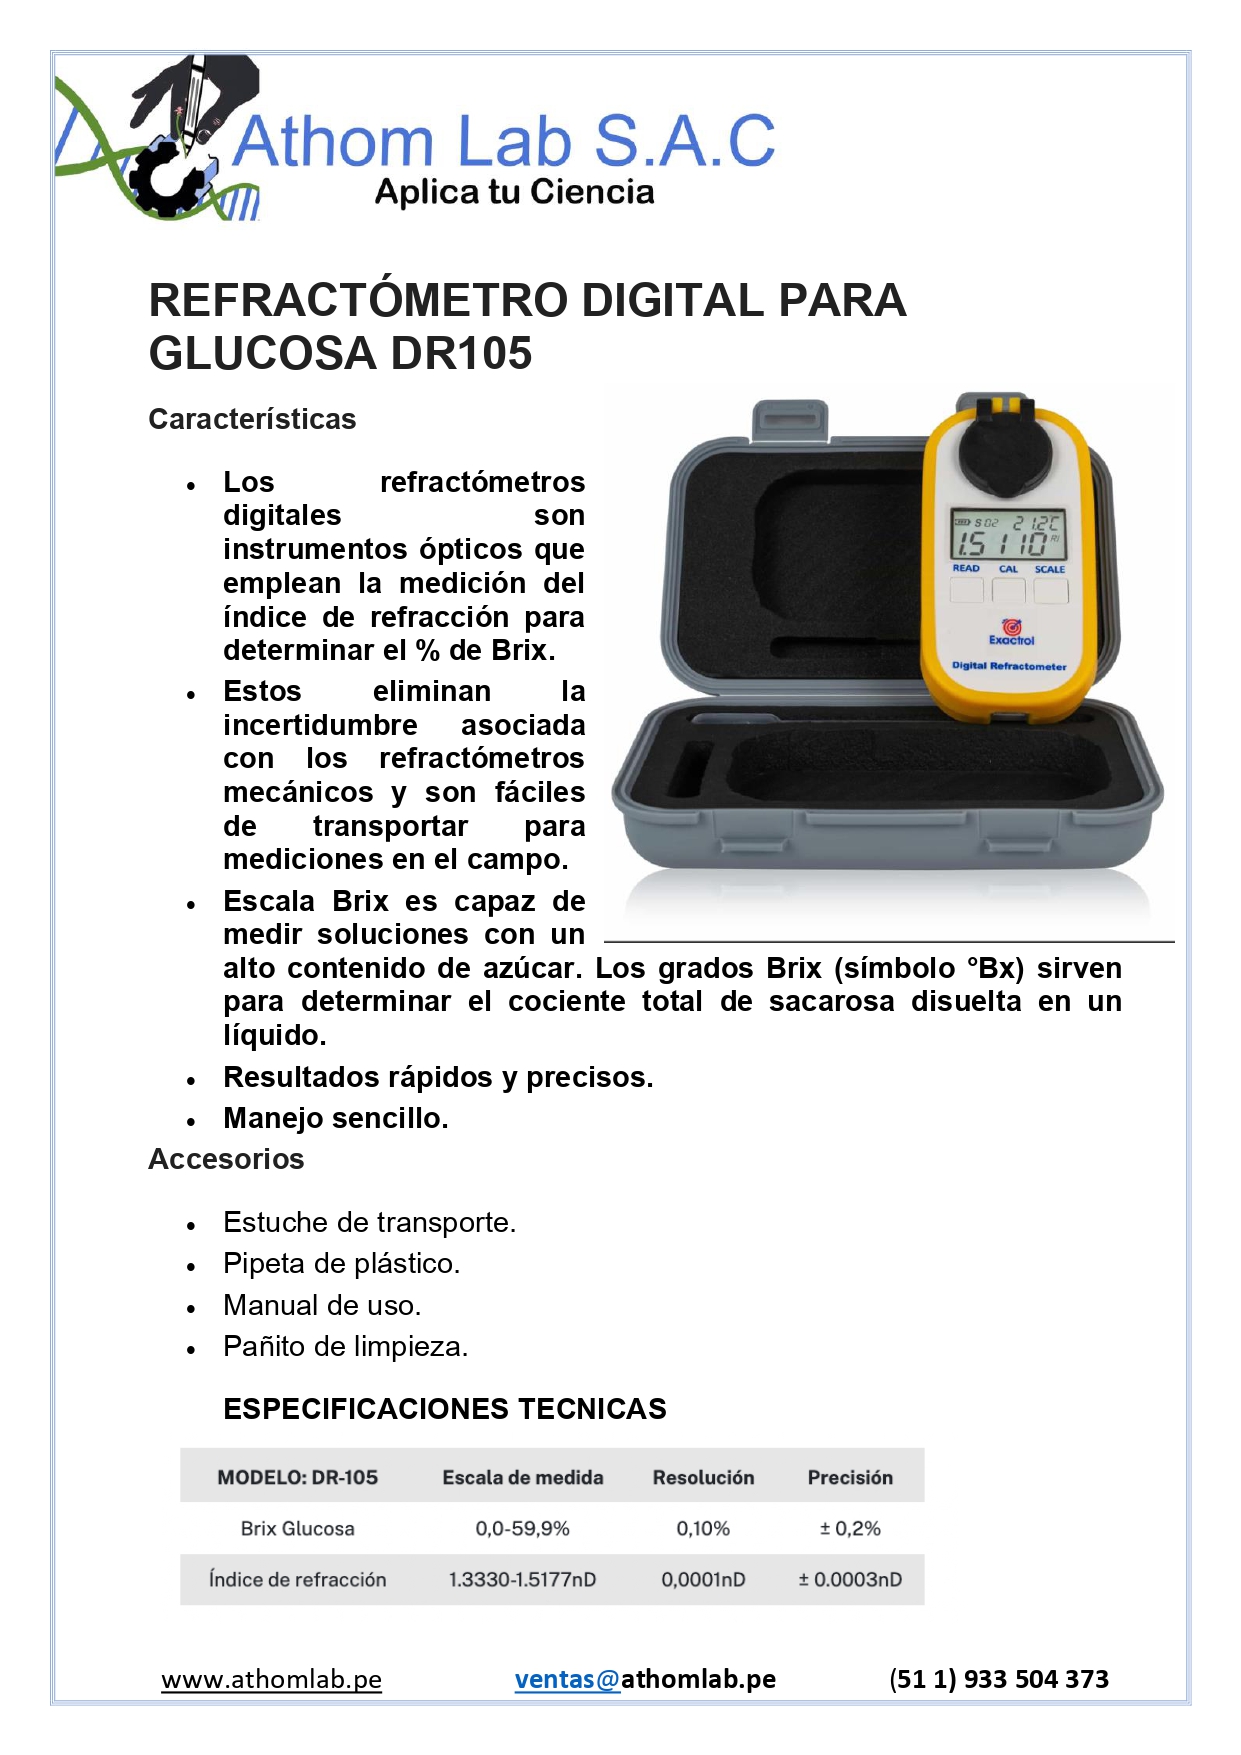 Athom Lab S.A.C
Aplica tu Ciencia
REFRACTÓMETRO DIGITAL PARA
GLUCOSA DR105
Características
• Los refractómetros
digitales son
instrumentos ópticos que
emplean la medición del
índice de refracción para
determinar el % de Brix.
• Estos eliminan la
incertidumbre asociada
con los refractómetros
mecánicos y son fáciles
de transportar para
mediciones en el campo.
• Escala Brix es capaz de
medir soluciones con un
alto contenido de azúcar. Los grados Brix (símbolo °Bx) sirven
para determinar el cociente total de sacarosa disuelta en un
líquido.
• Resultados rápidos y precisos.
• Manejo sencillo.
S02 21.2°C
1.5110 RI
READ CAL SCALE
Exactrol
Digital Refractometer
Accesorios
• Estuche de transporte.
• Pipeta de plástico.
• Manual de uso.
• Pañito de limpieza.
ESPECIFICACIONES TECNICAS
MODELO: DR-105 Escala de medida Resolución Precisión
Brix Glucosa 0,0-59,9% 0,10% ± 0,2%
Índice de refracción 1.3330-1.5177nD 0,0001nD ± 0.0003nD
www.athomlab.pe ventas@athomlab.pe (51 1) 933 504 373